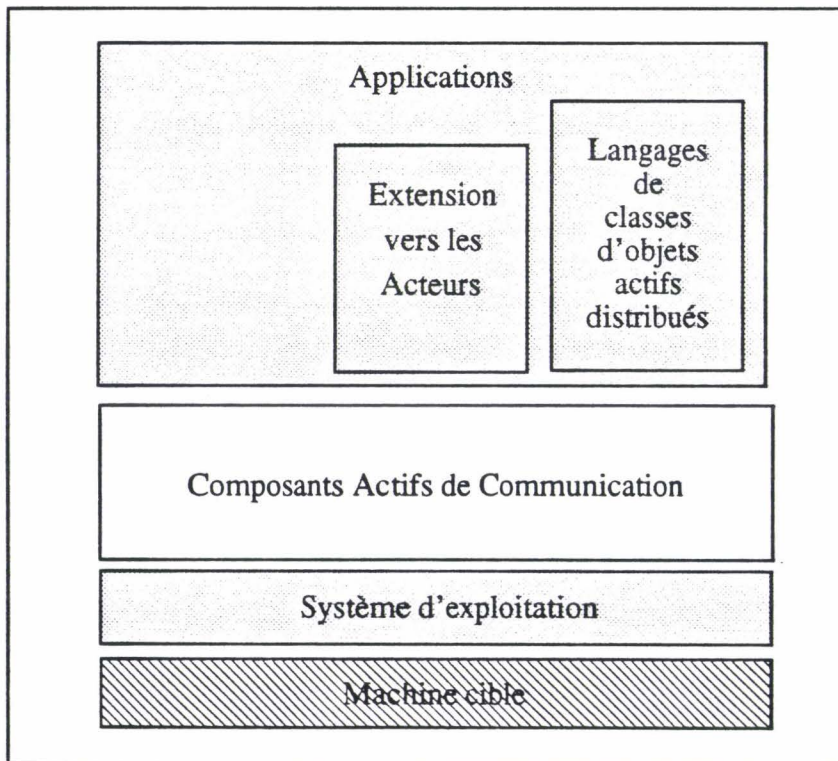 Applications
Extension
vers les
Acteurs
Langages
de
classes
d'objets
actifs
distribués
Composants Actifs de Communication
Système d'exploitation
Machine cible